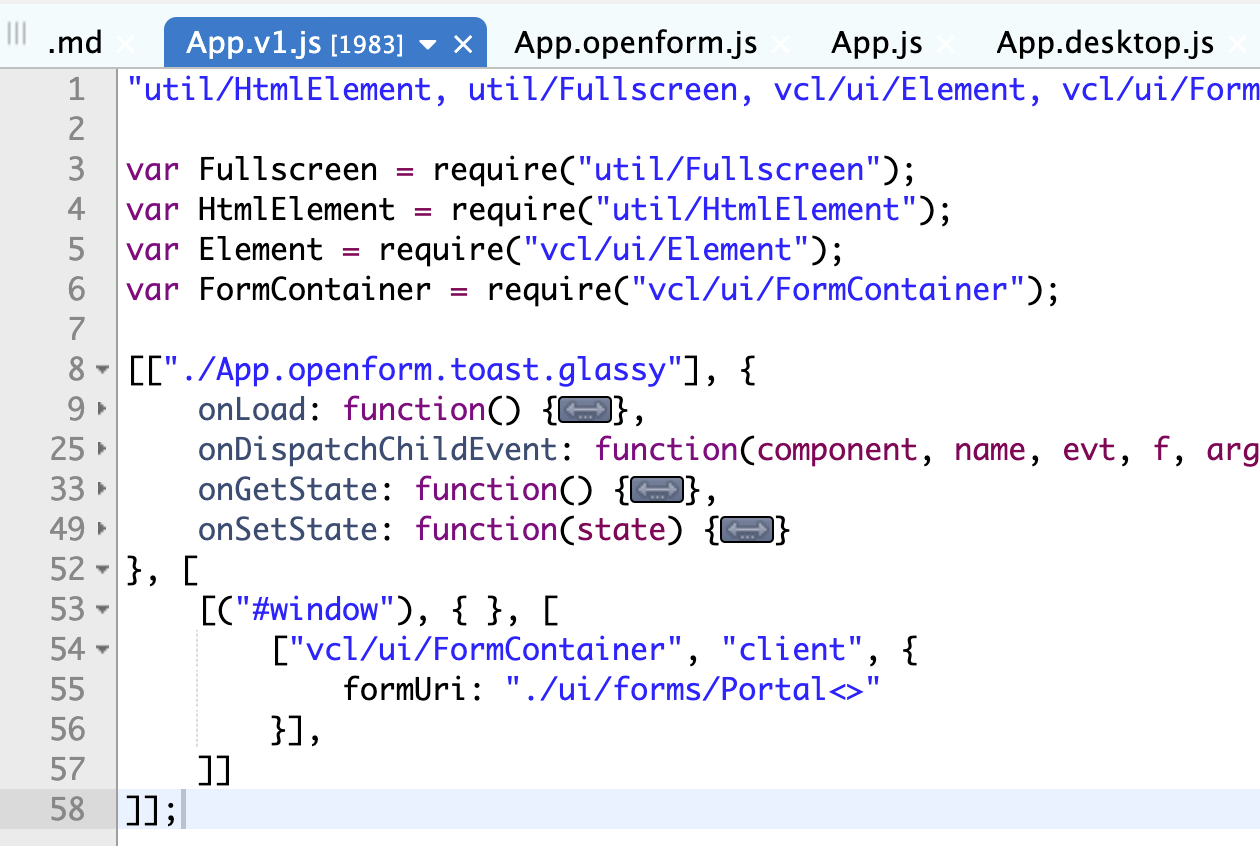 .md App.v1.js [1983] App.openform.js App.js App.desktop.js
1 "util/HtmlElement, util/Fullscreen, vcl/ui/Element, vcl/ui/Form
2
3 var Fullscreen = require("util/Fullscreen");
4 var HtmlElement = require("util/HtmlElement");
5 var Element = require("vcl/ui/Element");
6 var FormContainer = require("vcl/ui/FormContainer");
7
8 [["./App.openform.toast.glassy"], {
9 onLoad: function() {...},
25 onDispatchChildEvent: function(component, name, evt, f, arg
33 onGetState: function() {...},
49 onSetState: function(state) {...}
52 }, [
53 [("#window"), { }, [
54 ["vcl/ui/FormContainer", "client", {
55 formUri: "./ui/forms/Portal<>"
56 }],
57 ]]
58 ]];